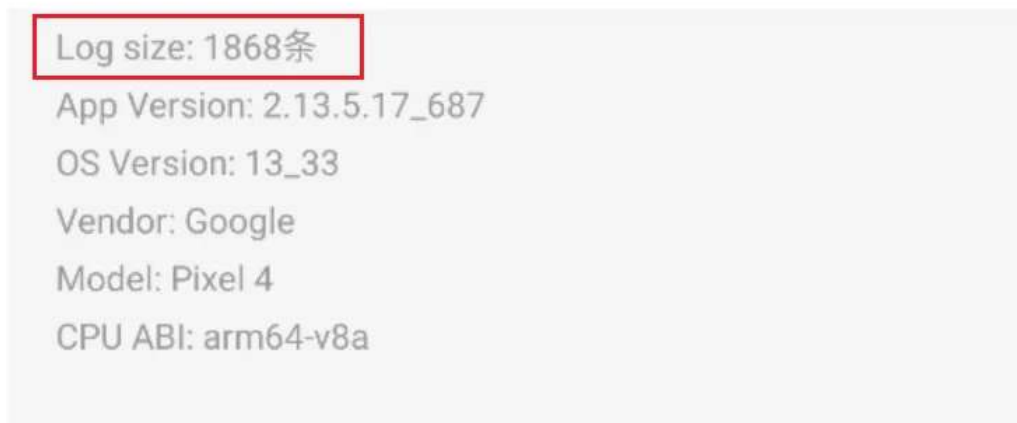 Log size: 1868条
App Version: 2.13.5.17_687
OS Version: 13_33
Vendor: Google
Model: Pixel 4
CPU ABI: arm64-v8a